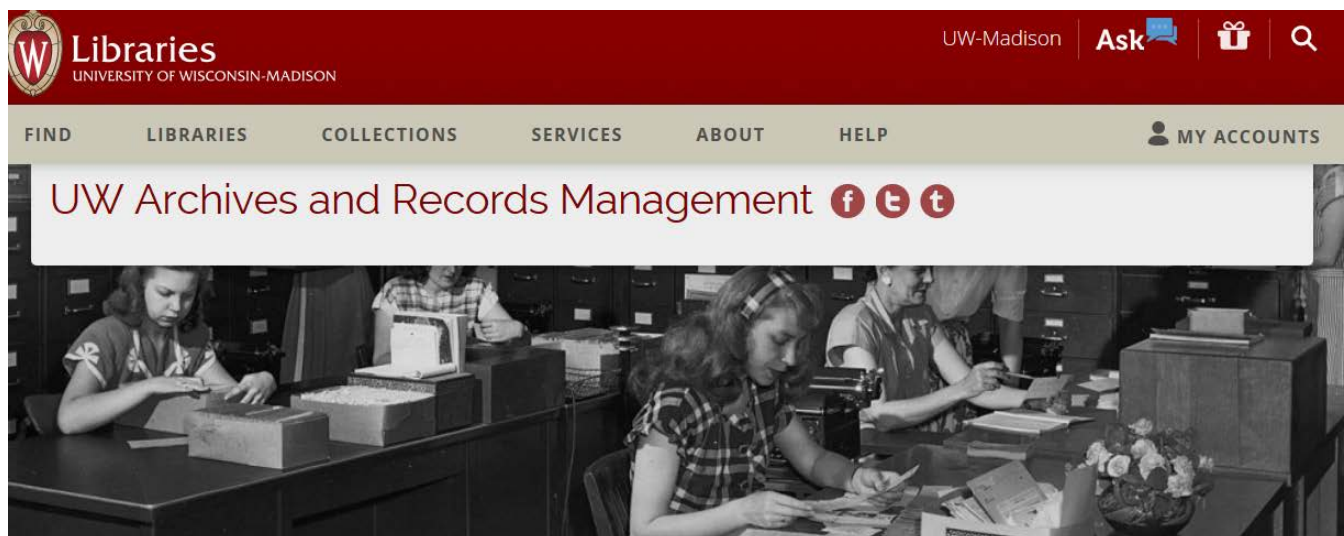 W
Libraries
UNIVERSITY OF WISCONSIN-MADISON
UW-Madison
Ask
FIND LIBRARIES COLLECTIONS SERVICES ABOUT HELP MY ACCOUNTS
UW Archives and Records Management f t t